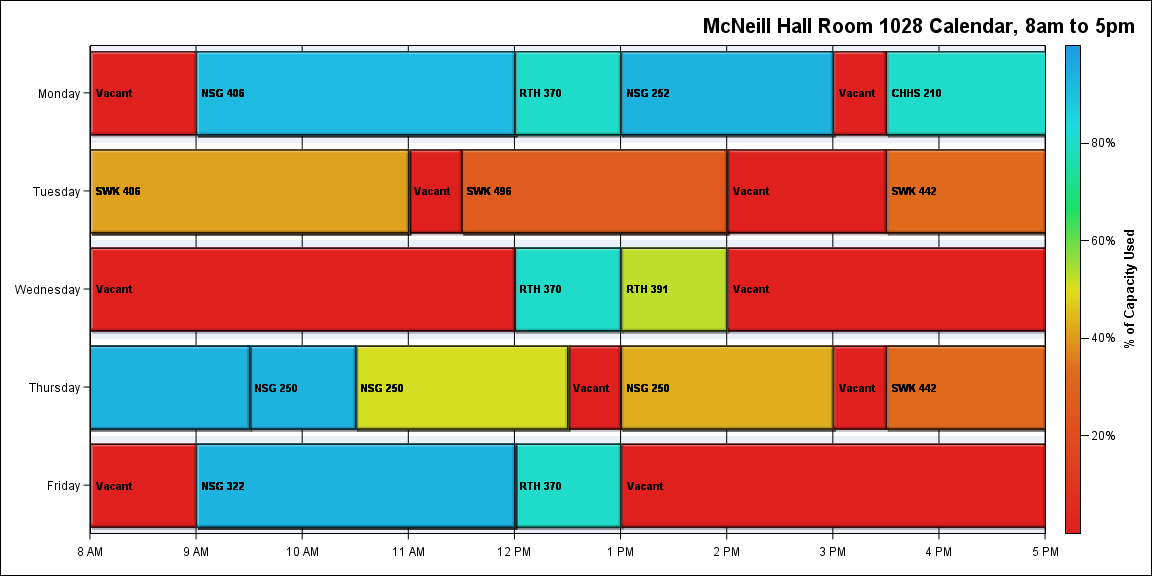 McNeill Hall Room 1028 Calendar, 8am to 5pm
Monday
Vacant
NSG 406
RTH 370
NSG 252
Vacant
CHHS 210
Tuesday
SWK 406
Vacant
SWK 496
Vacant
SWK 442
Wednesday
Vacant
RTH 370
RTH 391
Vacant
Thursday
NSG 250
NSG 250
Vacant
NSG 250
Vacant
SWK 442
Friday
Vacant
NSG 322
RTH 370
Vacant
8 AM
9 AM
10 AM
11 AM
12 PM
1 PM
2 PM
3 PM
4 PM
5 PM
80%
60%
40%
20%
% of Capacity Used